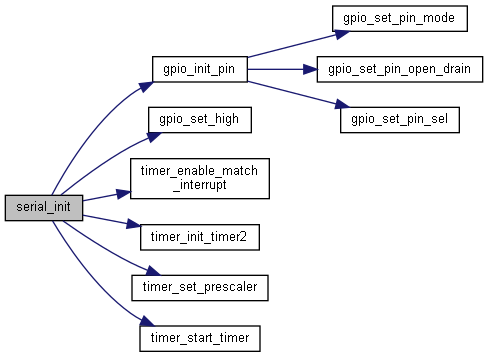 serial_init
gpio_init_pin
gpio_set_high
timer_enable_match
_interrupt
timer_init_timer2
timer_set_prescaler
timer_start_timer
gpio_set_pin_mode
gpio_set_pin_open_drain
gpio_set_pin_sel